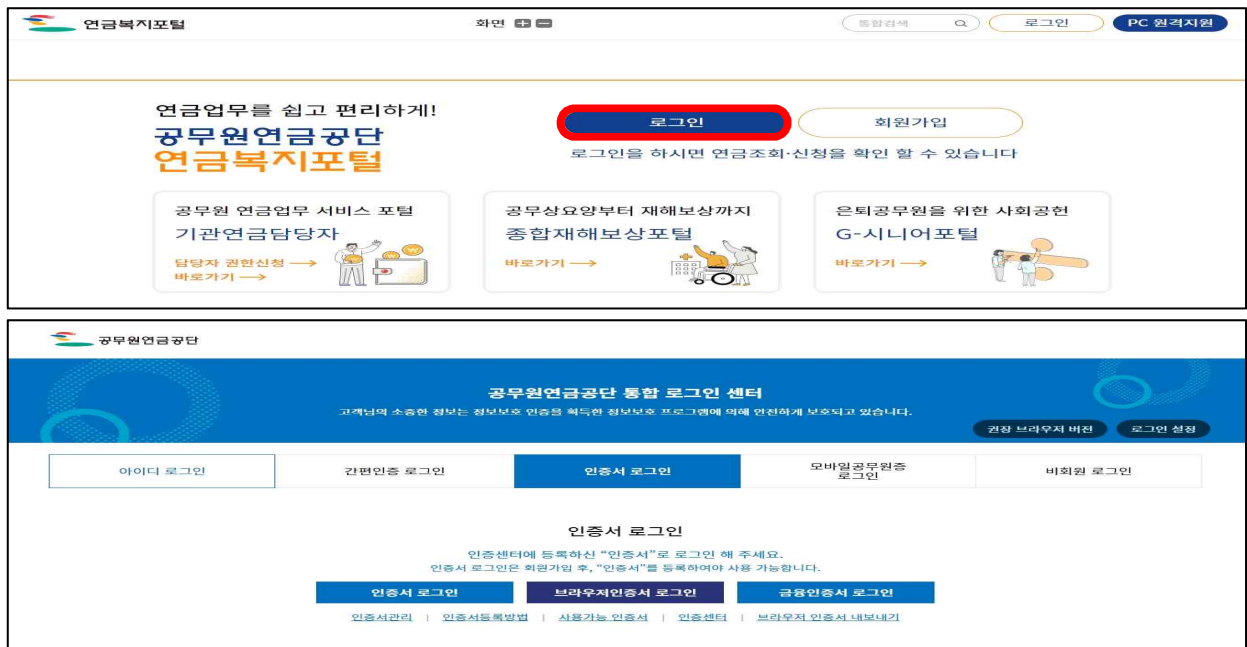 연금복지포털
화면
통합검색
로그인
PC 원격지원
연금업무를 쉽고 편리하게!
공무원연금공단
연금복지포털
로그인
회원가입
로그인을 하시면 연금조회·신청을 확인 할 수 있습니다
공무원 연금업무 서비스 포털
기관연금담당자
담당자 권한신청
바로가기
공무상요양부터 재해보상까지
종합재해보상포털
바로가기
은퇴공무원을 위한 사회공헌
G-시니어포털
바로가기
공무원연금공단
공무원연금공단 통합 로그인 센터
고객님의 소중한 정보는 정보보호 인증을 획득한 정보보호 프로그램에 의해 안전하게 보호되고 있습니다.
권장 브라우저 버전
로그인 설정
아이디 로그인
간편인증 로그인
인증서 로그인
모바일공무원증
로그인
비회원 로그인
인증서 로그인
인증센터에 등록하신 “인증서”로 로그인 해 주세요.
인증서 로그인은 회원가입 후, “인증서”를 등록하여야 사용 가능합니다.
인증서 로그인
브라우저인증서 로그인
금융인증서 로그인
인증서관리 | 인증서등록방법 | 사용가능 인증서 | 인증센터 | 브라우저 인증서 내보내기